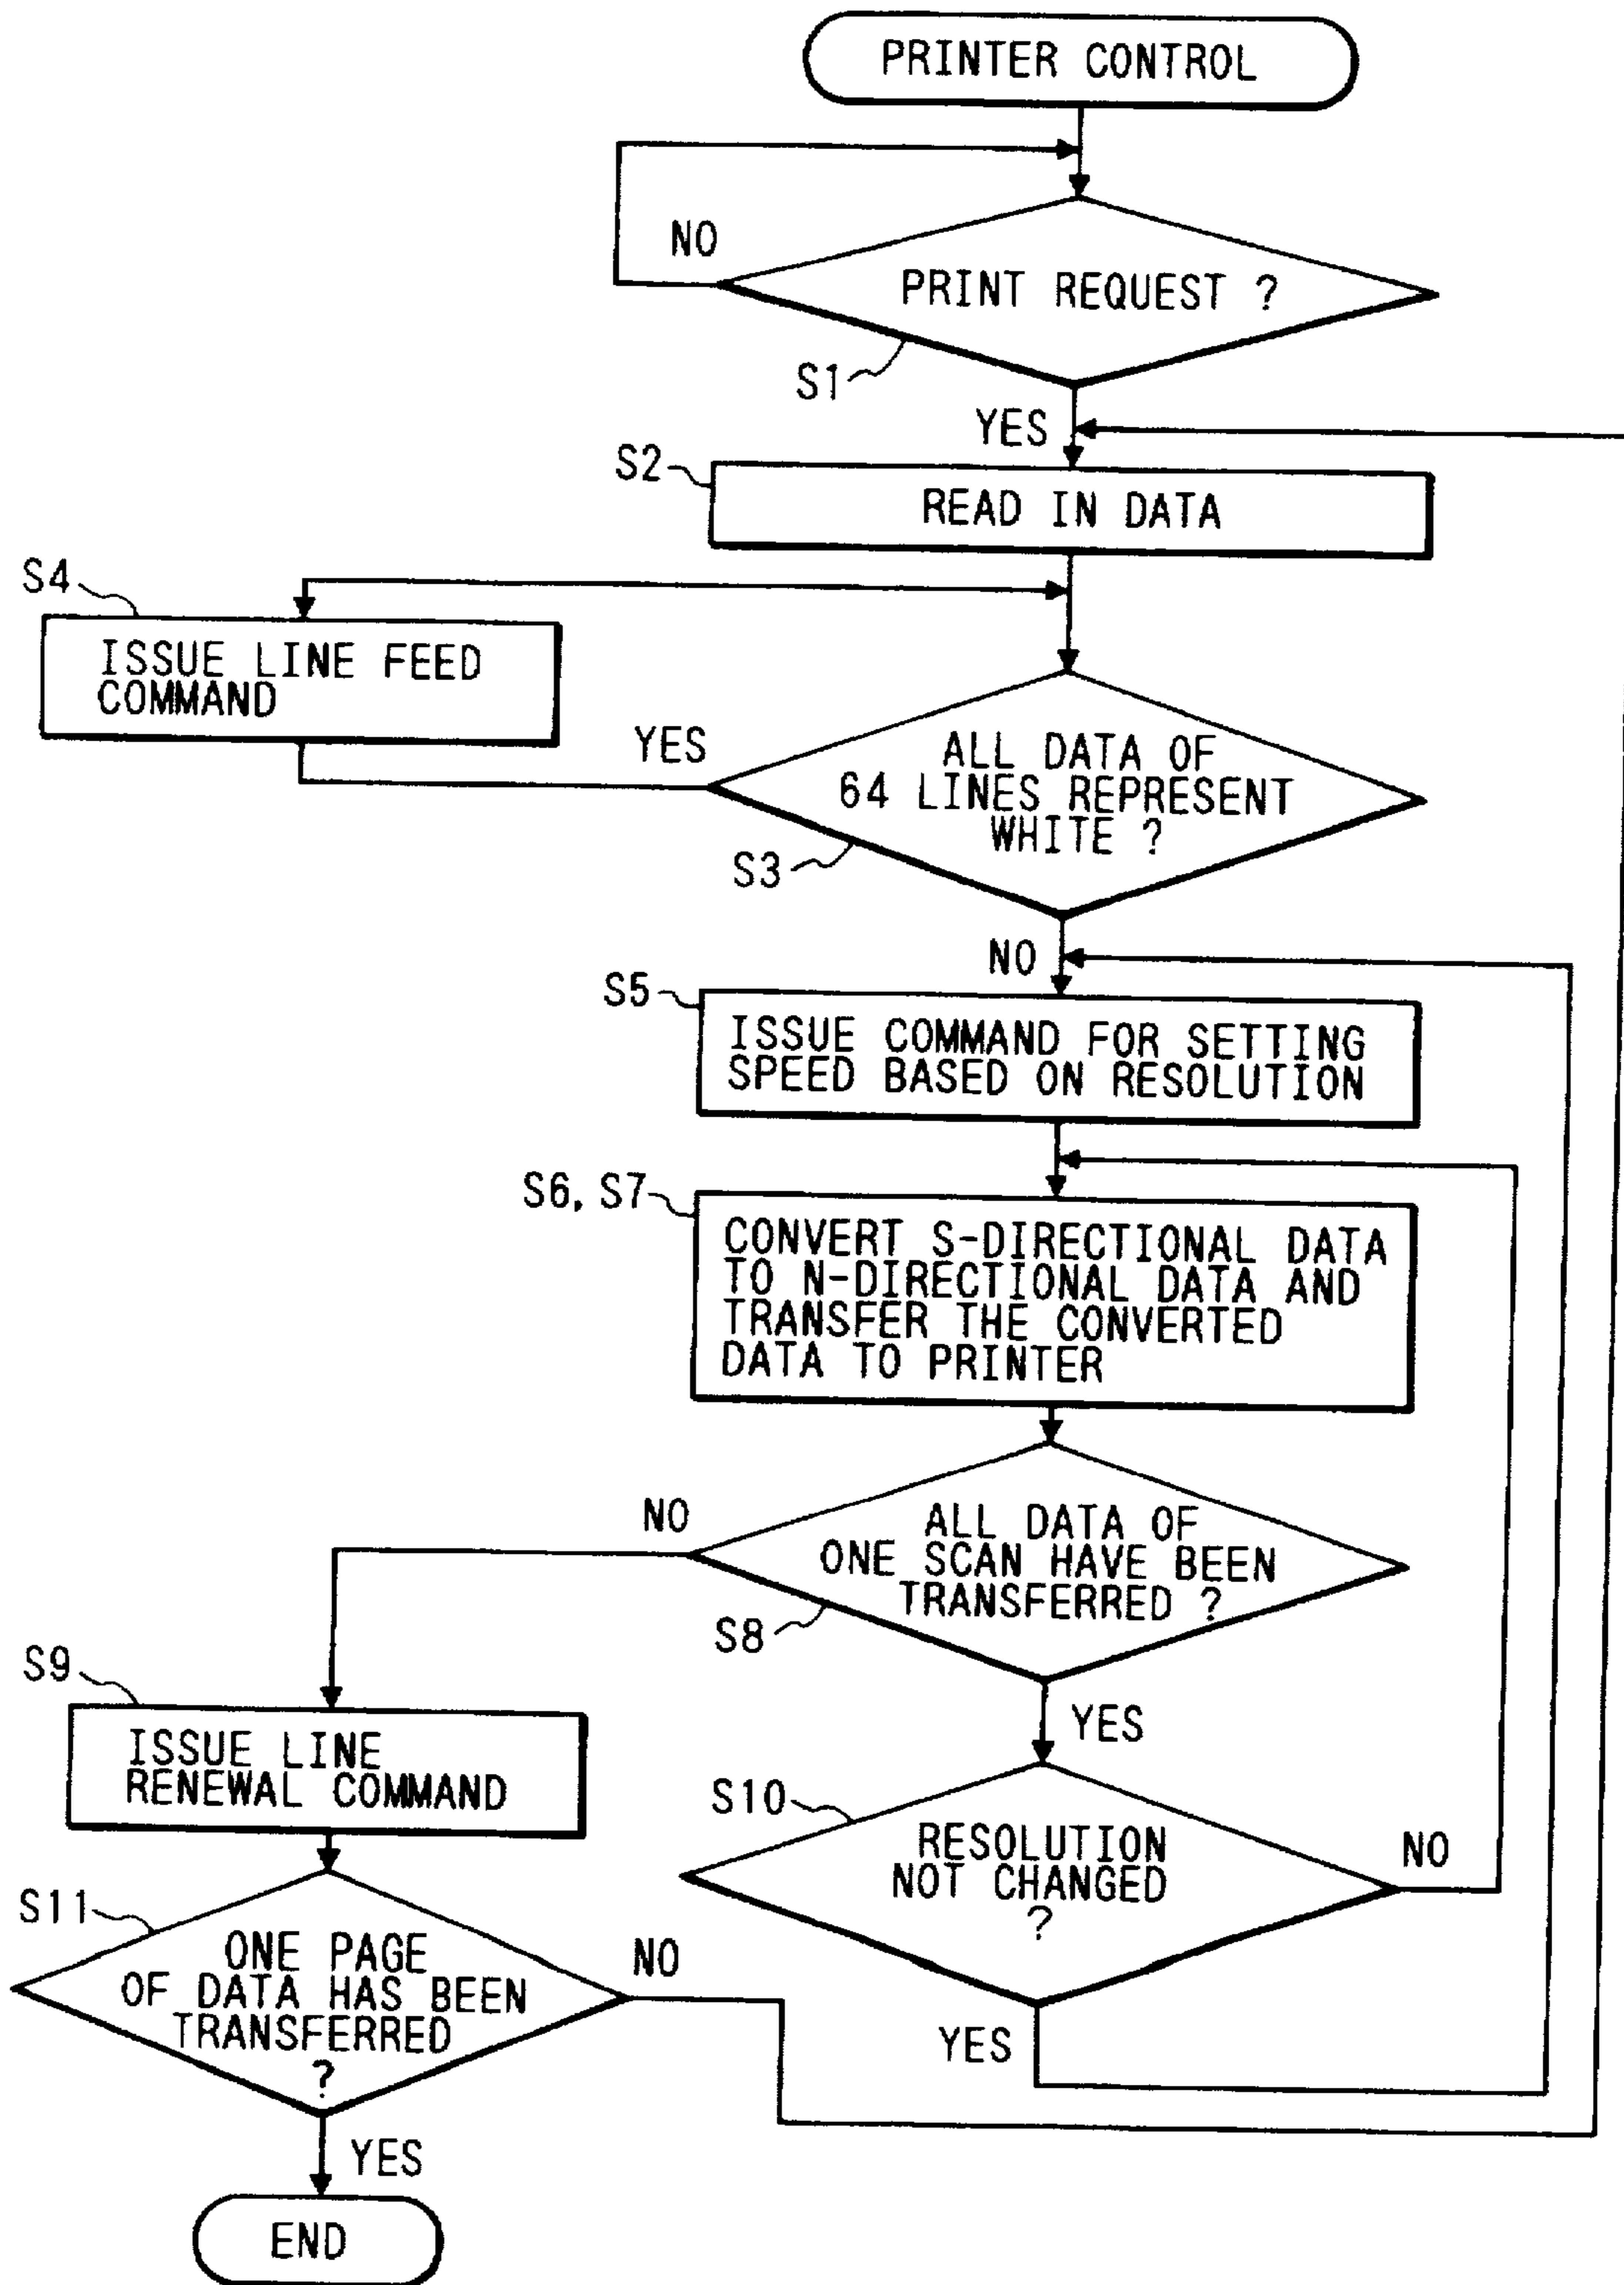 PRINTER CONTROL
NO
PRINT REQUEST ?
S1
YES
S2
READ IN DATA
S4
ISSUE LINE FEED
COMMAND
YES
ALL DATA OF
64 LINES REPRESENT
WHITE ?
S3
NO
S5
ISSUE COMMAND FOR SETTING
SPEED BASED ON RESOLUTION
S6, S7
CONVERT S-DIRECTIONAL DATA
TO N-DIRECTIONAL DATA AND
TRANSFER THE CONVERTED
DATA TO PRINTER
NO
ALL DATA OF
ONE SCAN HAVE BEEN
TRANSFERRED ?
S8
S9
YES
ISSUE LINE
RENEWAL COMMAND
S10
RESOLUTION
NOT CHANGED
?
NO
S11
ONE PAGE
OF DATA HAS BEEN
TRANSFERRED
?
NO
YES
YES
END